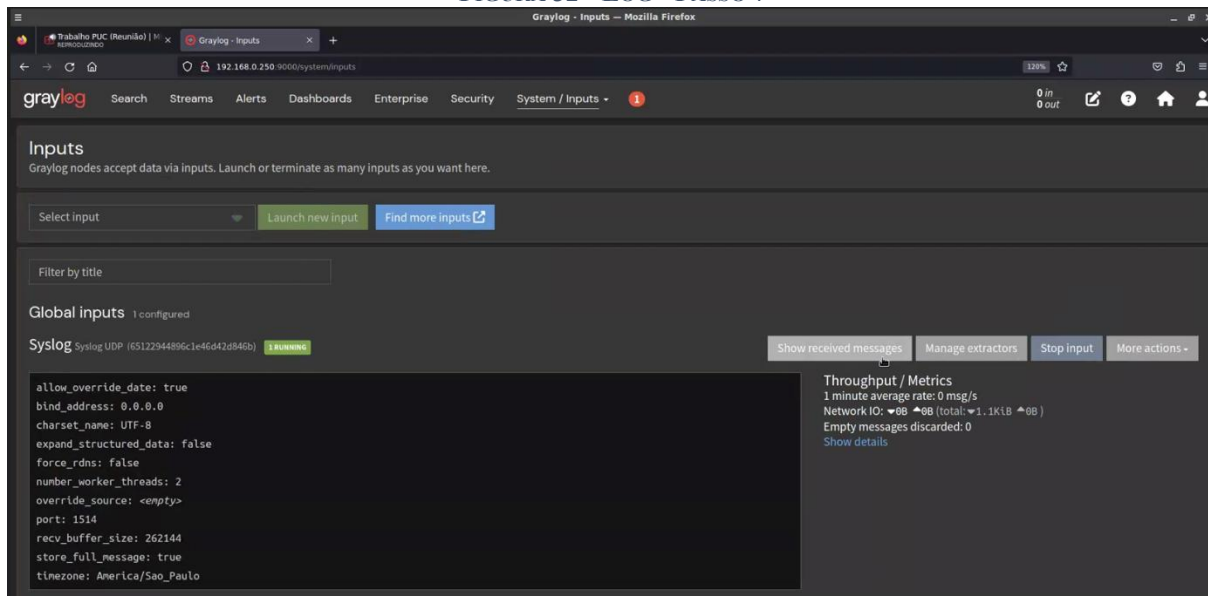 Graylog - Inputs — Mozilla Firefox
Trabalho PUC (Reunião) | M
REPRODUZINDO
Graylog - Inputs
192.168.0.250:9000/system/inputs
120%
graylog Search Streams Alerts Dashboards Enterprise Security System / Inputs 1 0 in
0 out
Inputs
Graylog nodes accept data via inputs. Launch or terminate as many inputs as you want here.
Select input Launch new input Find more inputs
Filter by title
Global inputs 1 configured
Syslog Syslog UDP (65122944896c1e46d42d846b) 1 RUNNING
Show received messages Manage extractors Stop input More actions
allow_override_date: true
bind_address: 0.0.0.0
charset_name: UTF-8
expand_structured_data: false
force_rdns: false
number_worker_threads: 2
override_source: <empty>
port: 1514
recv_buffer_size: 262144
store_full_message: true
timezone: America/Sao_Paulo
Throughput / Metrics
1 minute average rate: 0 msg/s
Network IO: 0B 0B (total: 1.1KiB 0B )
Empty messages discarded: 0
Show details